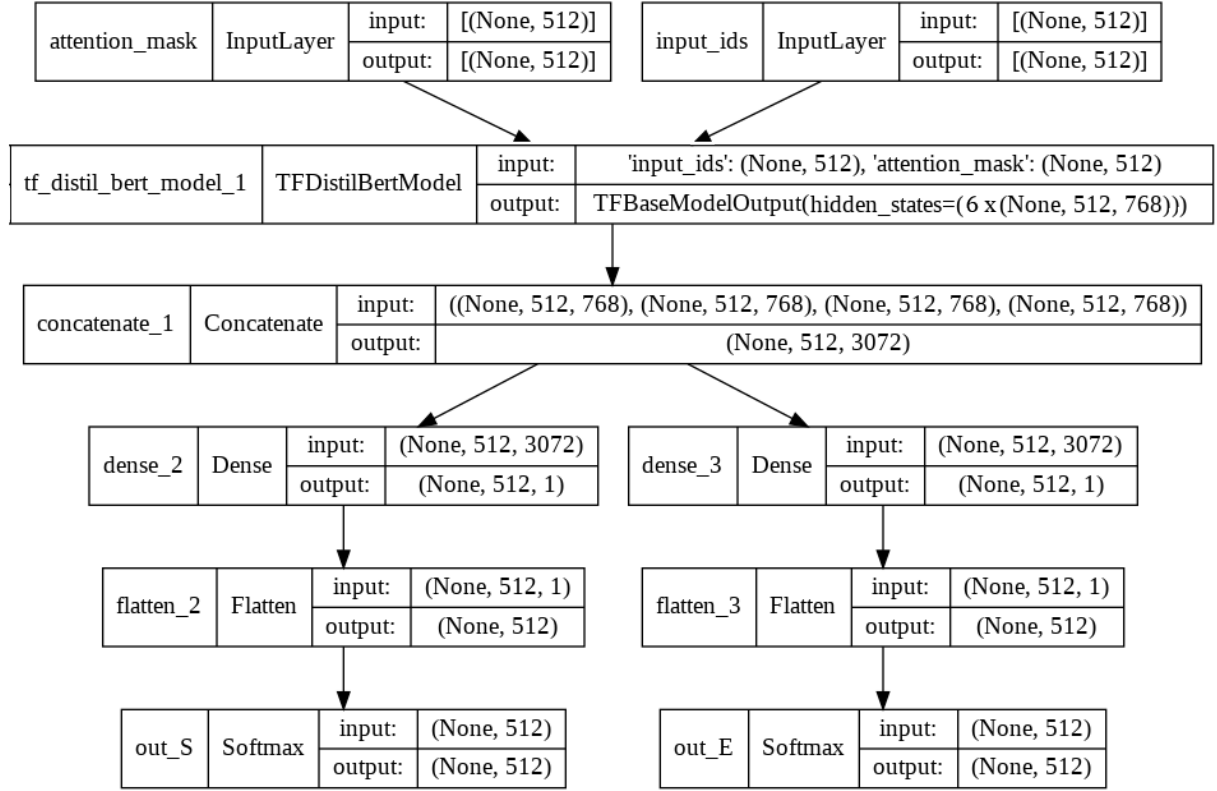 attention_mask InputLayer input: [(None, 512)] output: [(None, 512)]
input_ids InputLayer input: [(None, 512)] output: [(None, 512)]
tf_distil_bert_model_1 TFDistilBertModel input: 'input_ids': (None, 512), 'attention_mask': (None, 512)
output: TFBaseModelOutput(hidden_states=(6 x (None, 512, 768)))
concatenate_1 Concatenate input: ((None, 512, 768), (None, 512, 768), (None, 512, 768), (None, 512, 768))
output: (None, 512, 3072)
dense_2 Dense input: (None, 512, 3072) output: (None, 512, 1)
dense_3 Dense input: (None, 512, 3072) output: (None, 512, 1)
flatten_2 Flatten input: (None, 512, 1) output: (None, 512)
flatten_3 Flatten input: (None, 512, 1) output: (None, 512)
out_S Softmax input: (None, 512) output: (None, 512)
out_E Softmax input: (None, 512) output: (None, 512)